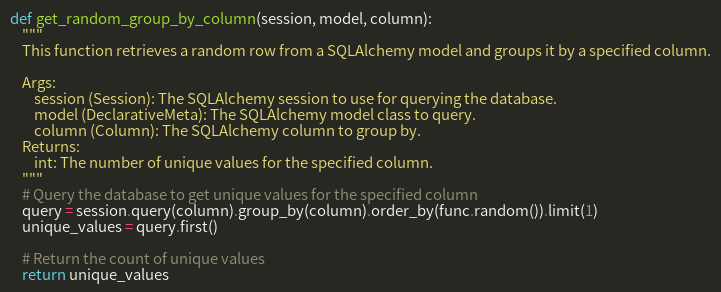 def get_random_group_by_column(session, model, column):
    """
    This function retrieves a random row from a SQLAlchemy model and groups it by a specified column.

    Args:
        session (Session): The SQLAlchemy session to use for querying the database.
        model (DeclarativeMeta): The SQLAlchemy model class to query.
        column (Column): The SQLAlchemy column to group by.
    Returns:
        int: The number of unique values for the specified column.
    """
    # Query the database to get unique values for the specified column
    query = session.query(column).group_by(column).order_by(func.random()).limit(1)
    unique_values = query.first()

    # Return the count of unique values
    return unique_values